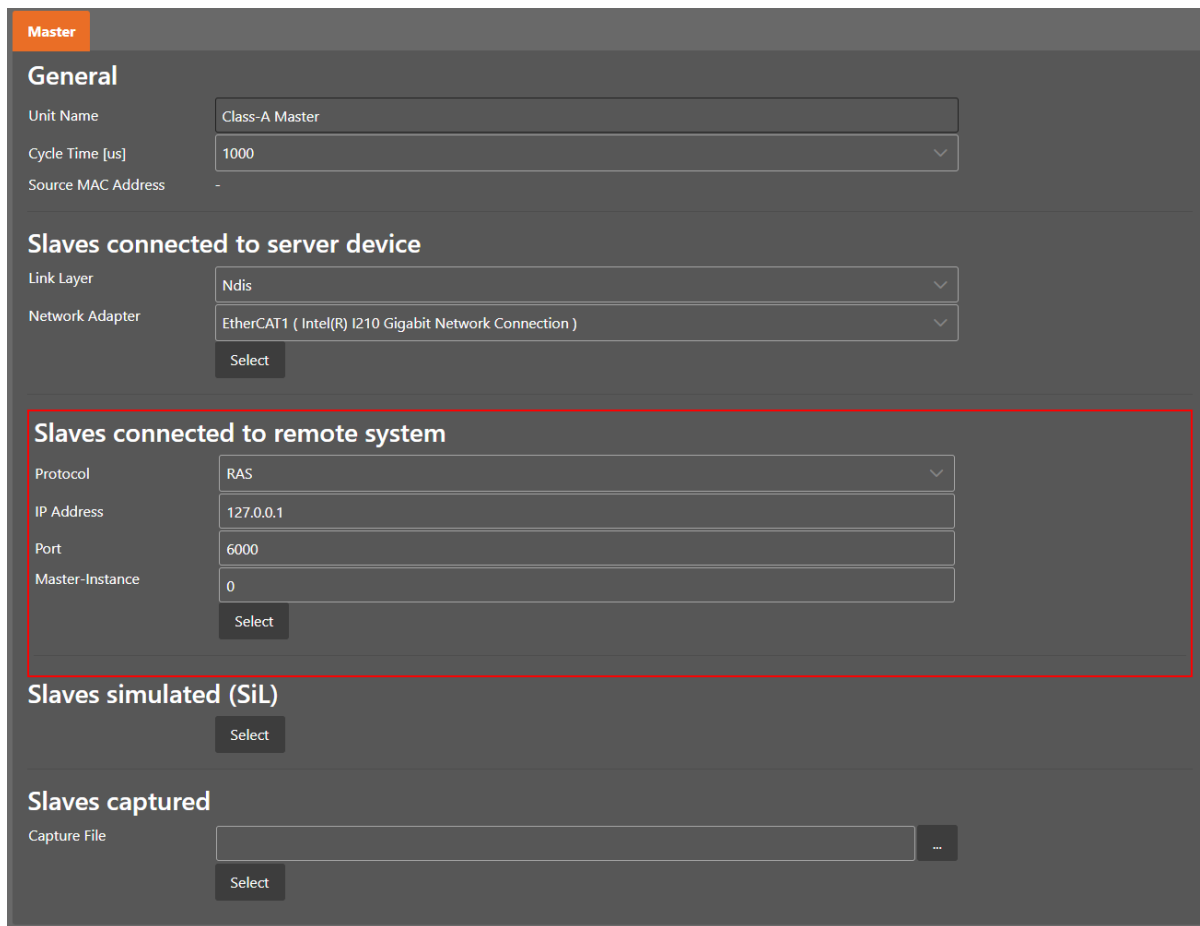 Master
General
Unit Name Class-A Master
Cycle Time [us] 1000
Source MAC Address -
Slaves connected to server device
Link Layer Ndis
Network Adapter EtherCAT1 ( Intel(R) I210 Gigabit Network Connection )
Select
Slaves connected to remote system
Protocol RAS
IP Address 127.0.0.1
Port 6000
Master-Instance 0
Select
Slaves simulated (SiL)
Select
Slaves captured
Capture File ...
Select